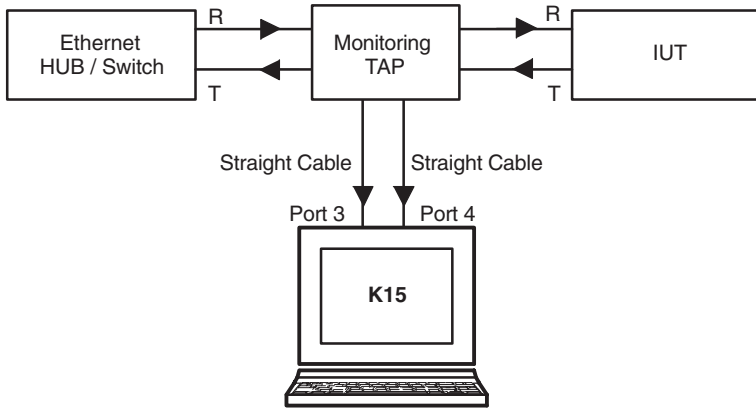 R
R
Ethernet
HUB / Switch
Monitoring
TAP
IUT
T
T
Straight Cable
Straight Cable
Port 3
Port 4
K15